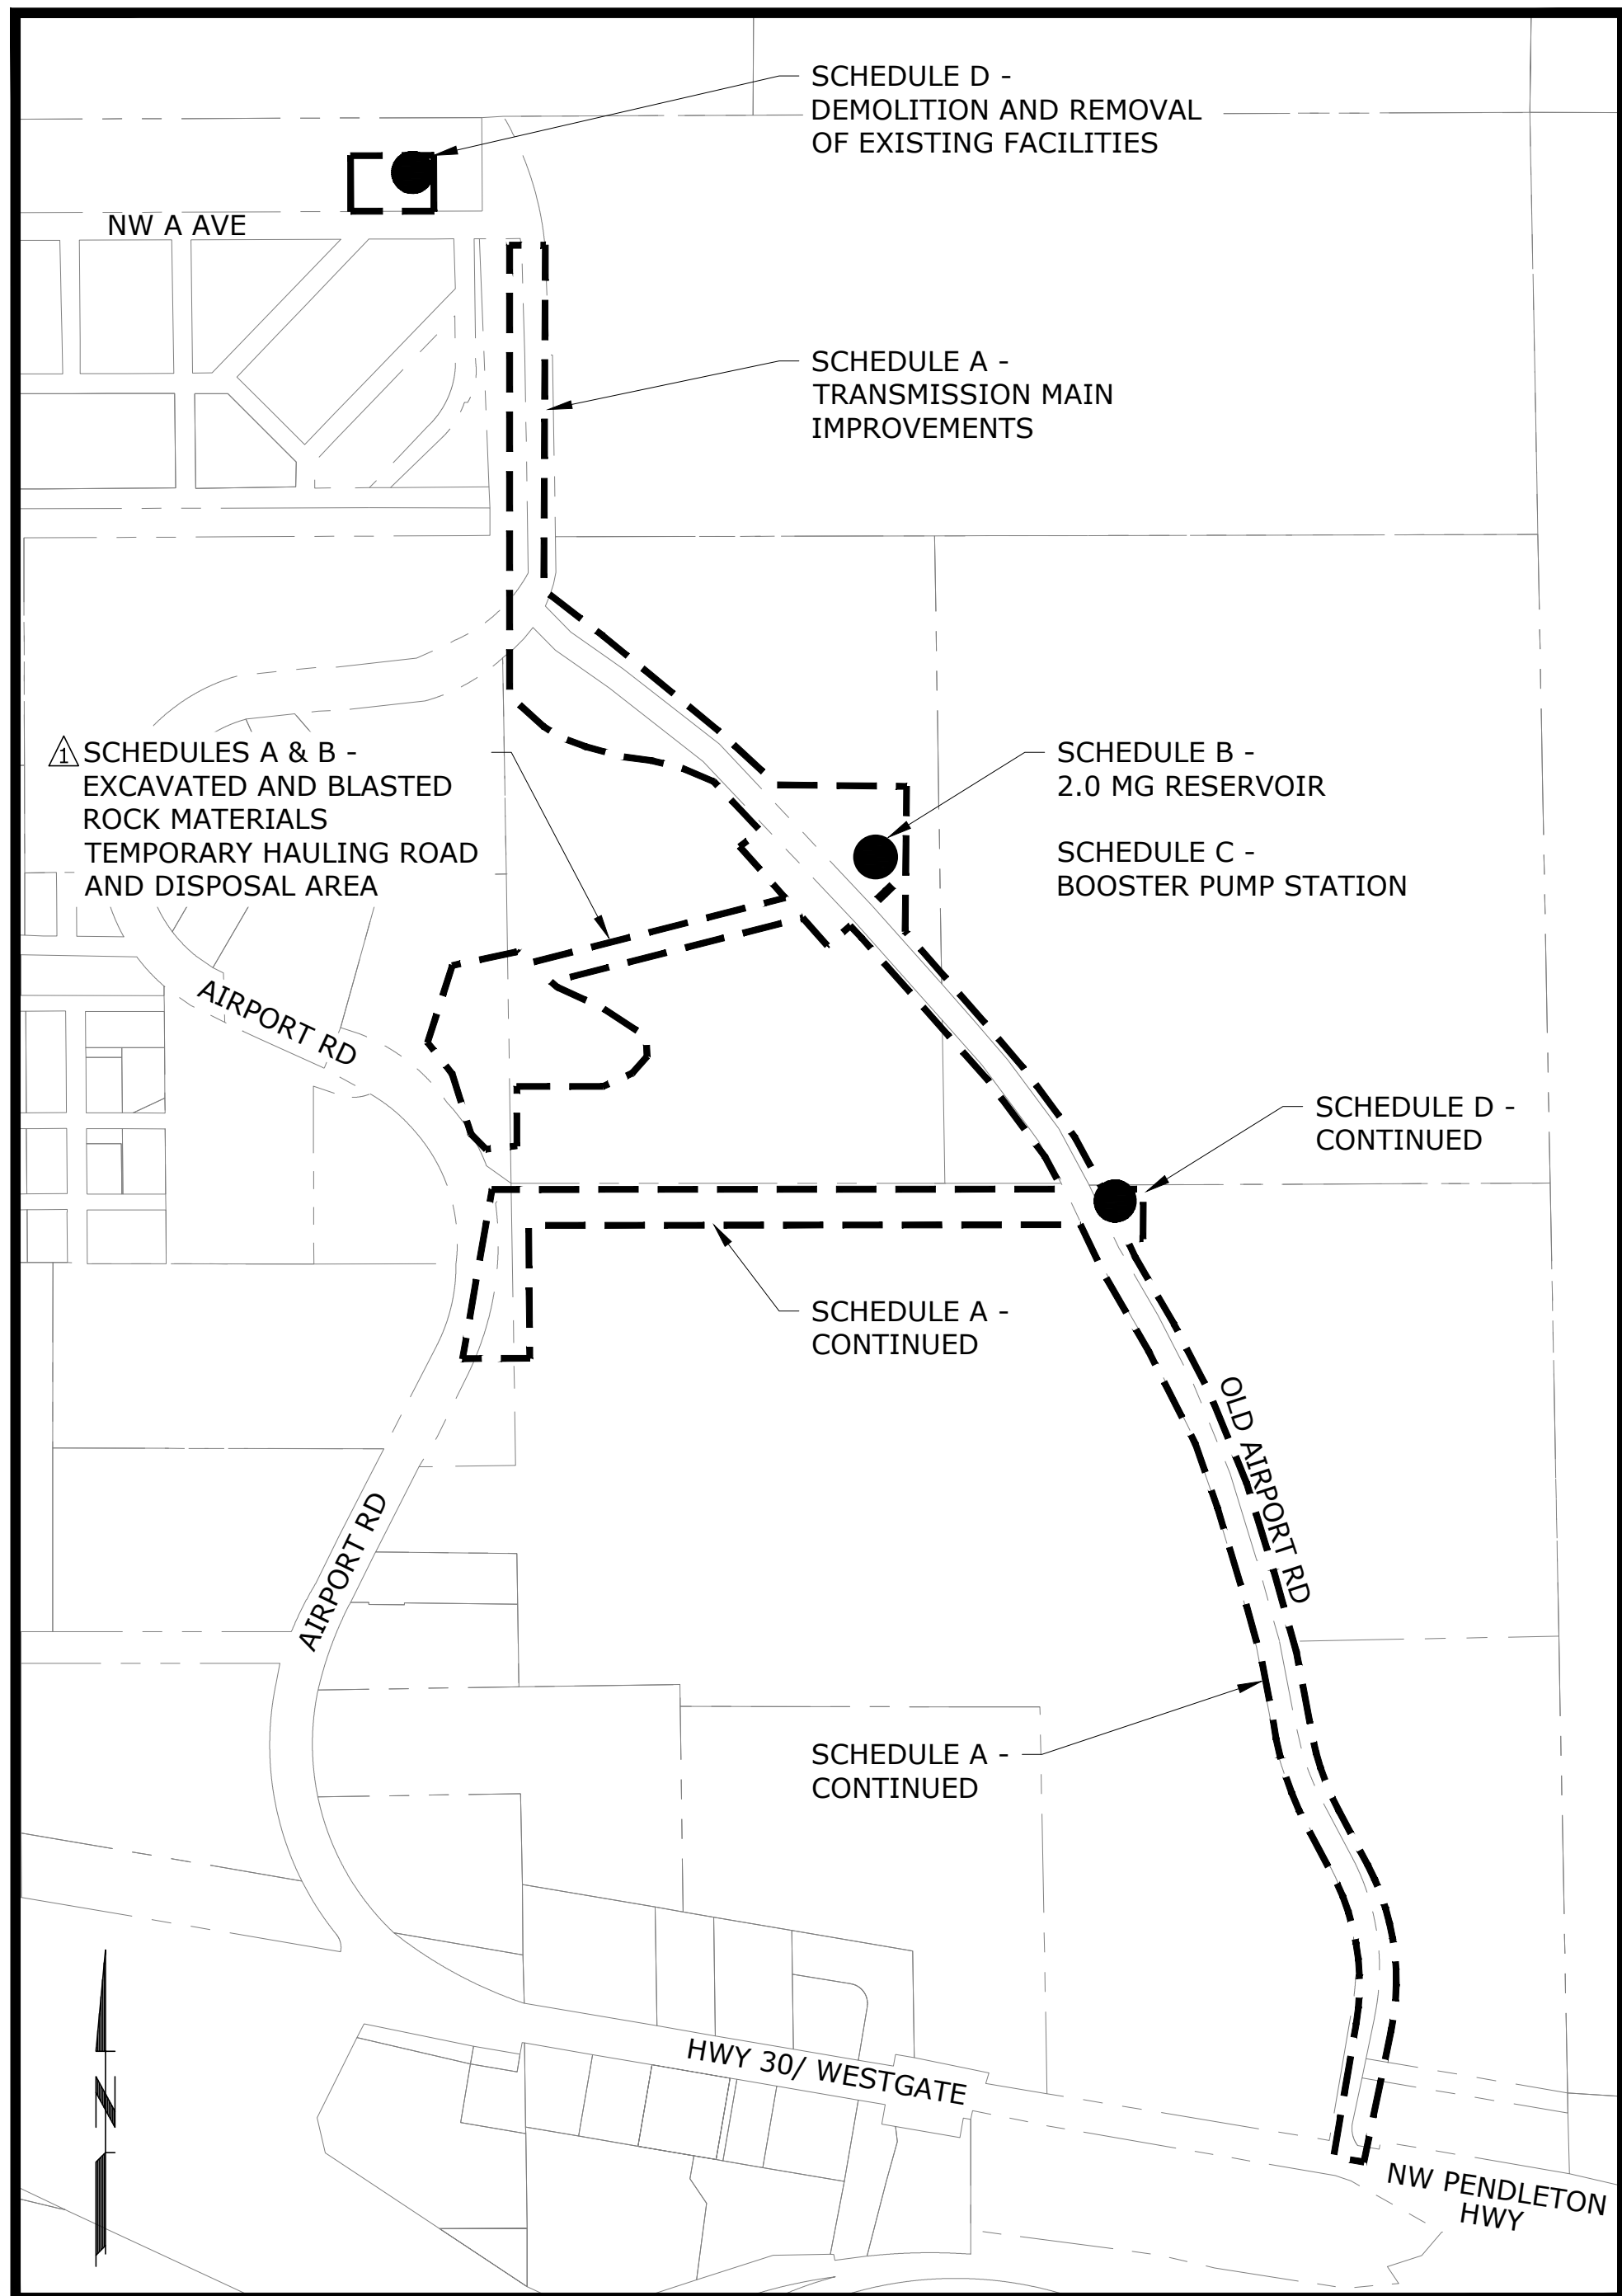 SCHEDULE D -
DEMOLITION AND REMOVAL
OF EXISTING FACILITIES
NW A AVE
SCHEDULE A -
TRANSMISSION MAIN
IMPROVEMENTS
1 SCHEDULES A & B -
EXCAVATED AND BLASTED
ROCK MATERIALS
TEMPORARY HAULING ROAD
AND DISPOSAL AREA
SCHEDULE B -
2.0 MG RESERVOIR
SCHEDULE C -
BOOSTER PUMP STATION
AIRPORT RD
SCHEDULE D -
CONTINUED
SCHEDULE A -
CONTINUED
OLD AIRPORT RD
AIRPORT RD
SCHEDULE A -
CONTINUED
HWY 30/ WESTGATE
N
NW PENDLETON
HWY